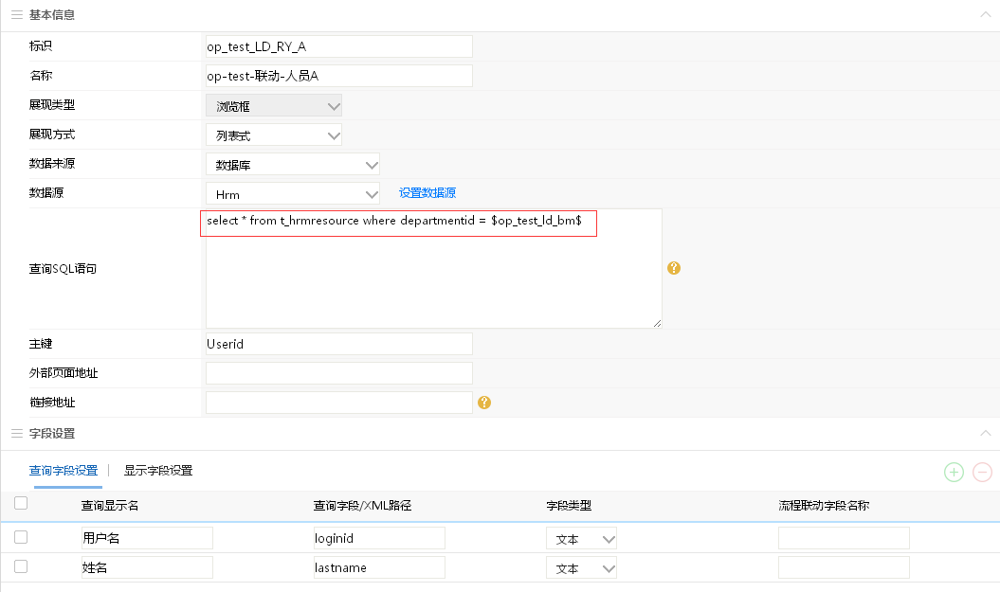 基本信息
标识 op_test_LD_RY_A
名称 op-test-联动-人员A
展现类型 浏览框
展现方式 列表式
数据来源 数据库
数据源 Hrm 设置数据源
select * from t_hrmresource where departmentid = $op_test_ld_bm$
查询SQL语句 ?
主键 Userid
外部页面地址
链接地址 ?
字段设置
查询字段设置 显示字段设置
查询显示名 查询字段/XML路径 字段类型 流程联动字段名称
用户名 loginid 文本
姓名 lastname 文本